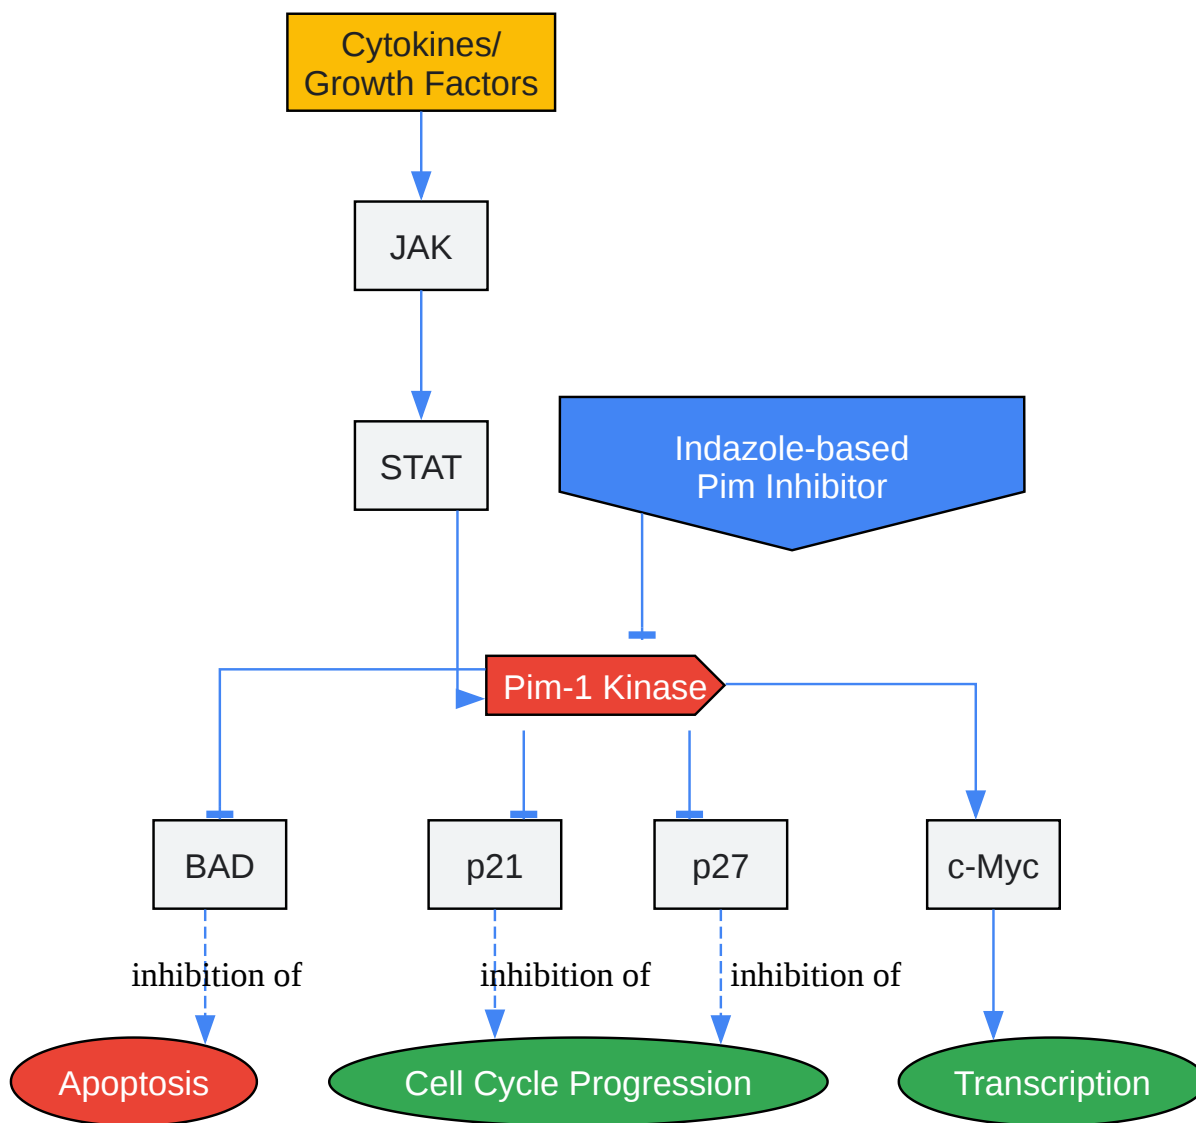 Cytokines/
Growth Factors
JAK
STAT
Indazole-based
Pim Inhibitor
Pim-1 Kinase
BAD
p21
p27
c-Myc
inhibition of
inhibition of
inhibition of
Apoptosis
Cell Cycle Progression
Transcription